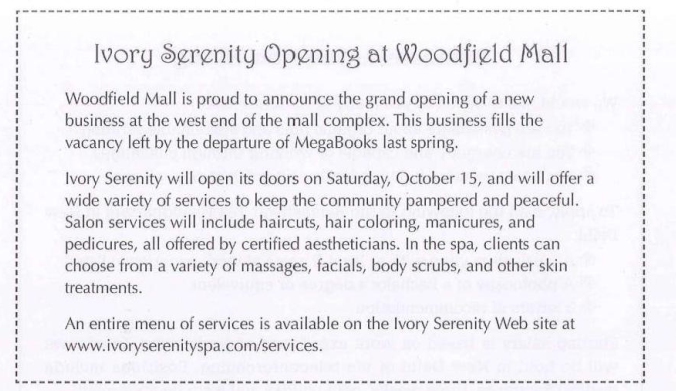 Ivory Serenity Opening at Woodfield Mall
Woodfield Mall is proud to announce the grand opening of a new
business at the west end of the mall complex. This business fills the
vacancy left by the departure of MegaBooks last spring.
Ivory Serenity will open its doors on Saturday, October 15, and will offer a
wide variety of services to keep the community pampered and peaceful.
Salon services will include haircuts, hair coloring, manicures, and
pedicures, all offered by certified aestheticians. In the spa, clients can
choose from a variety of massages, facials, body scrubs, and other skin
treatments.
An entire menu of services is available on the Ivory Serenity Web site at
www.ivoryserenityspa.com/services.